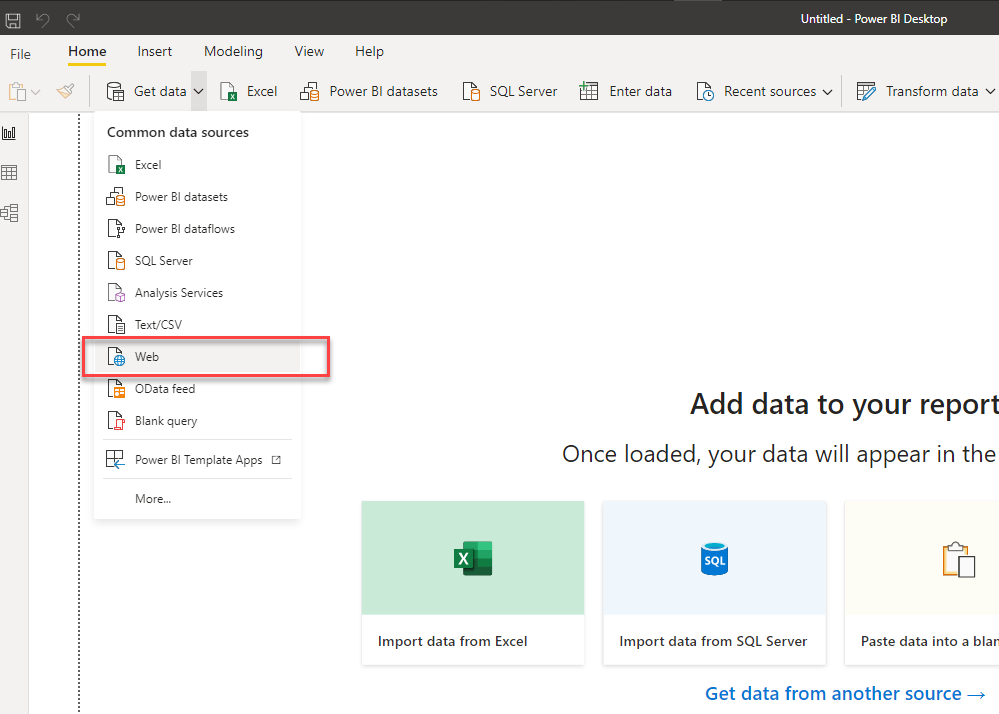 Untitled - Power BI Desktop
File Home Insert Modeling View Help
Get data Excel Power BI datasets SQL Server Enter data Recent sources Transform data
Common data sources
Excel
Power BI datasets
Power BI dataflows
SQL Server
Analysis Services
Text/CSV
Web
OData feed
Blank query
Power BI Template Apps
More...
Add data to your report
Once loaded, your data will appear in the
X
SQL
Import data from Excel
Import data from SQL Server
Paste data into a blan
Get data from another source →